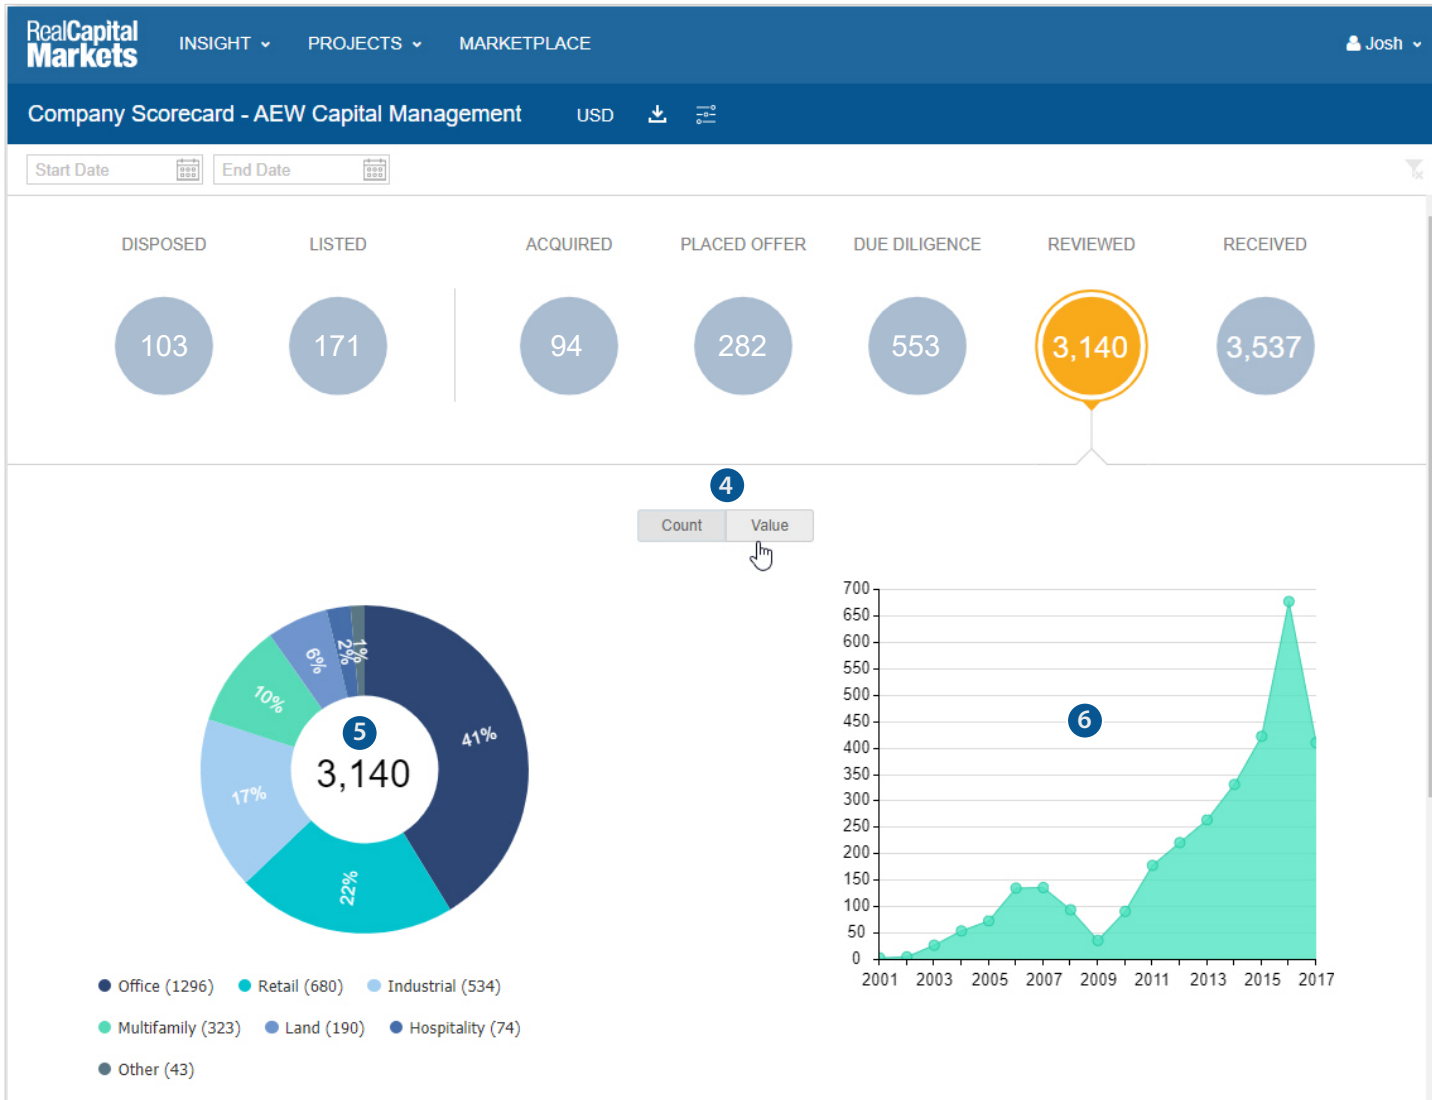 RealCapital
Markets
INSIGHT
PROJECTS
MARKETPLACE
Josh
Company Scorecard - AEW Capital Management
USD
Start Date
End Date
DISPOSED
LISTED
ACQUIRED
PLACED OFFER
DUE DILIGENCE
REVIEWED
RECEIVED
103
171
94
282
553
3,140
3,537
4
Count
Value
41%
22%
17%
10%
6%
2%
1%
5
3,140
Office (1296)
Retail (680)
Industrial (534)
Multifamily (323)
Land (190)
Hospitality (74)
Other (43)
700
650
600
550
500
450
400
350
300
250
200
150
100
50
0
6
2001
2003
2005
2007
2009
2011
2013
2015
2017